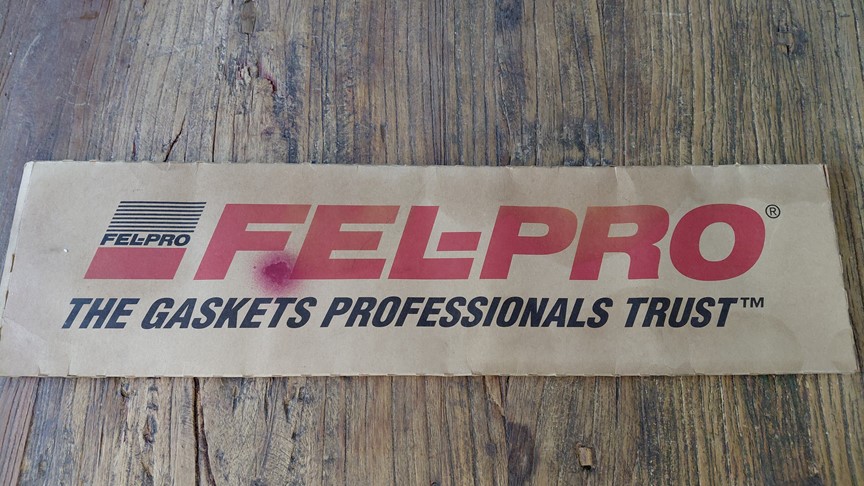 FEL-PRO
FEL-PRO®
THE GASKETS PROFESSIONALS TRUST™